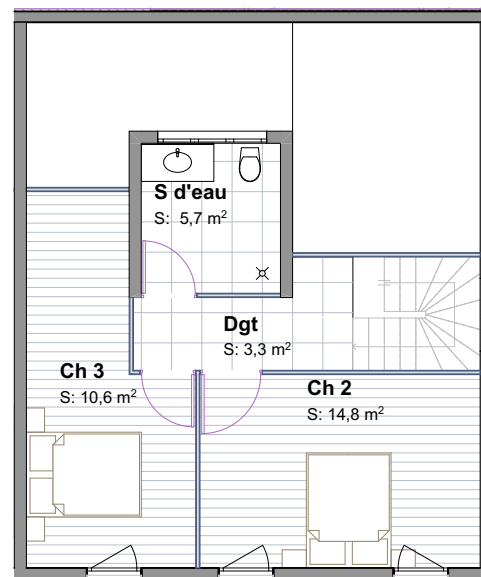 S d'eau
S: 5,7 m²
Dgt
S: 3,3 m²
Ch 3
S: 10,6 m²
Ch 2
S: 14,8 m²